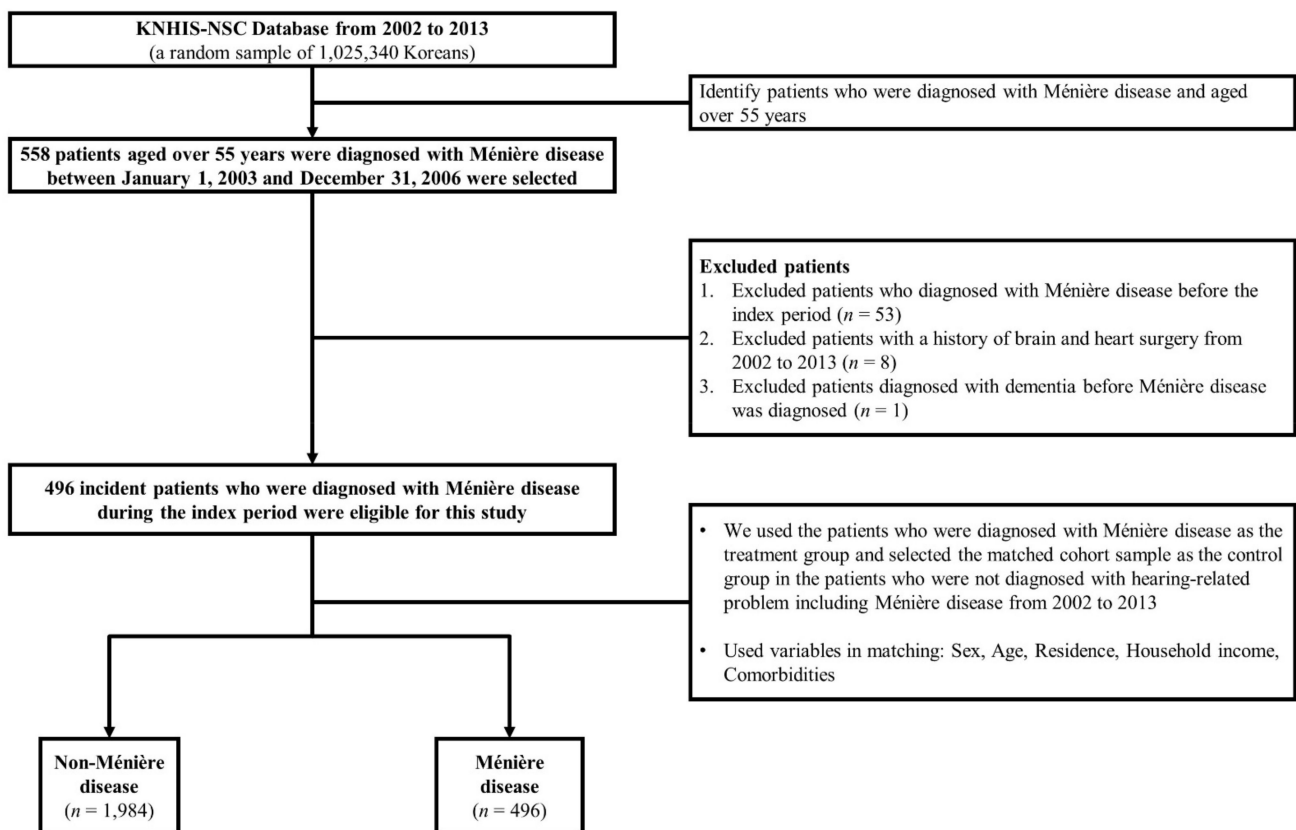 KNHIS-NSC Database from 2002 to 2013
(a random sample of 1,025,340 Koreans)
Identify patients who were diagnosed with Ménière disease and aged
over 55 years
558 patients aged over 55 years were diagnosed with Ménière disease
between January 1, 2003 and December 31, 2006 were selected
Excluded patients
1. Excluded patients who diagnosed with Ménière disease before the
index period (n = 53)
2. Excluded patients with a history of brain and heart surgery from
2002 to 2013 (n = 8)
3. Excluded patients diagnosed with dementia before Ménière disease
was diagnosed (n = 1)
496 incident patients who were diagnosed with Ménière disease
during the index period were eligible for this study
• We used the patients who were diagnosed with Ménière disease as the
treatment group and selected the matched cohort sample as the control
group in the patients who were not diagnosed with hearing-related
problem including Ménière disease from 2002 to 2013
• Used variables in matching: Sex, Age, Residence, Household income,
Comorbidities
Non-Ménière
disease
(n = 1,984)
Ménière
disease
(n = 496)